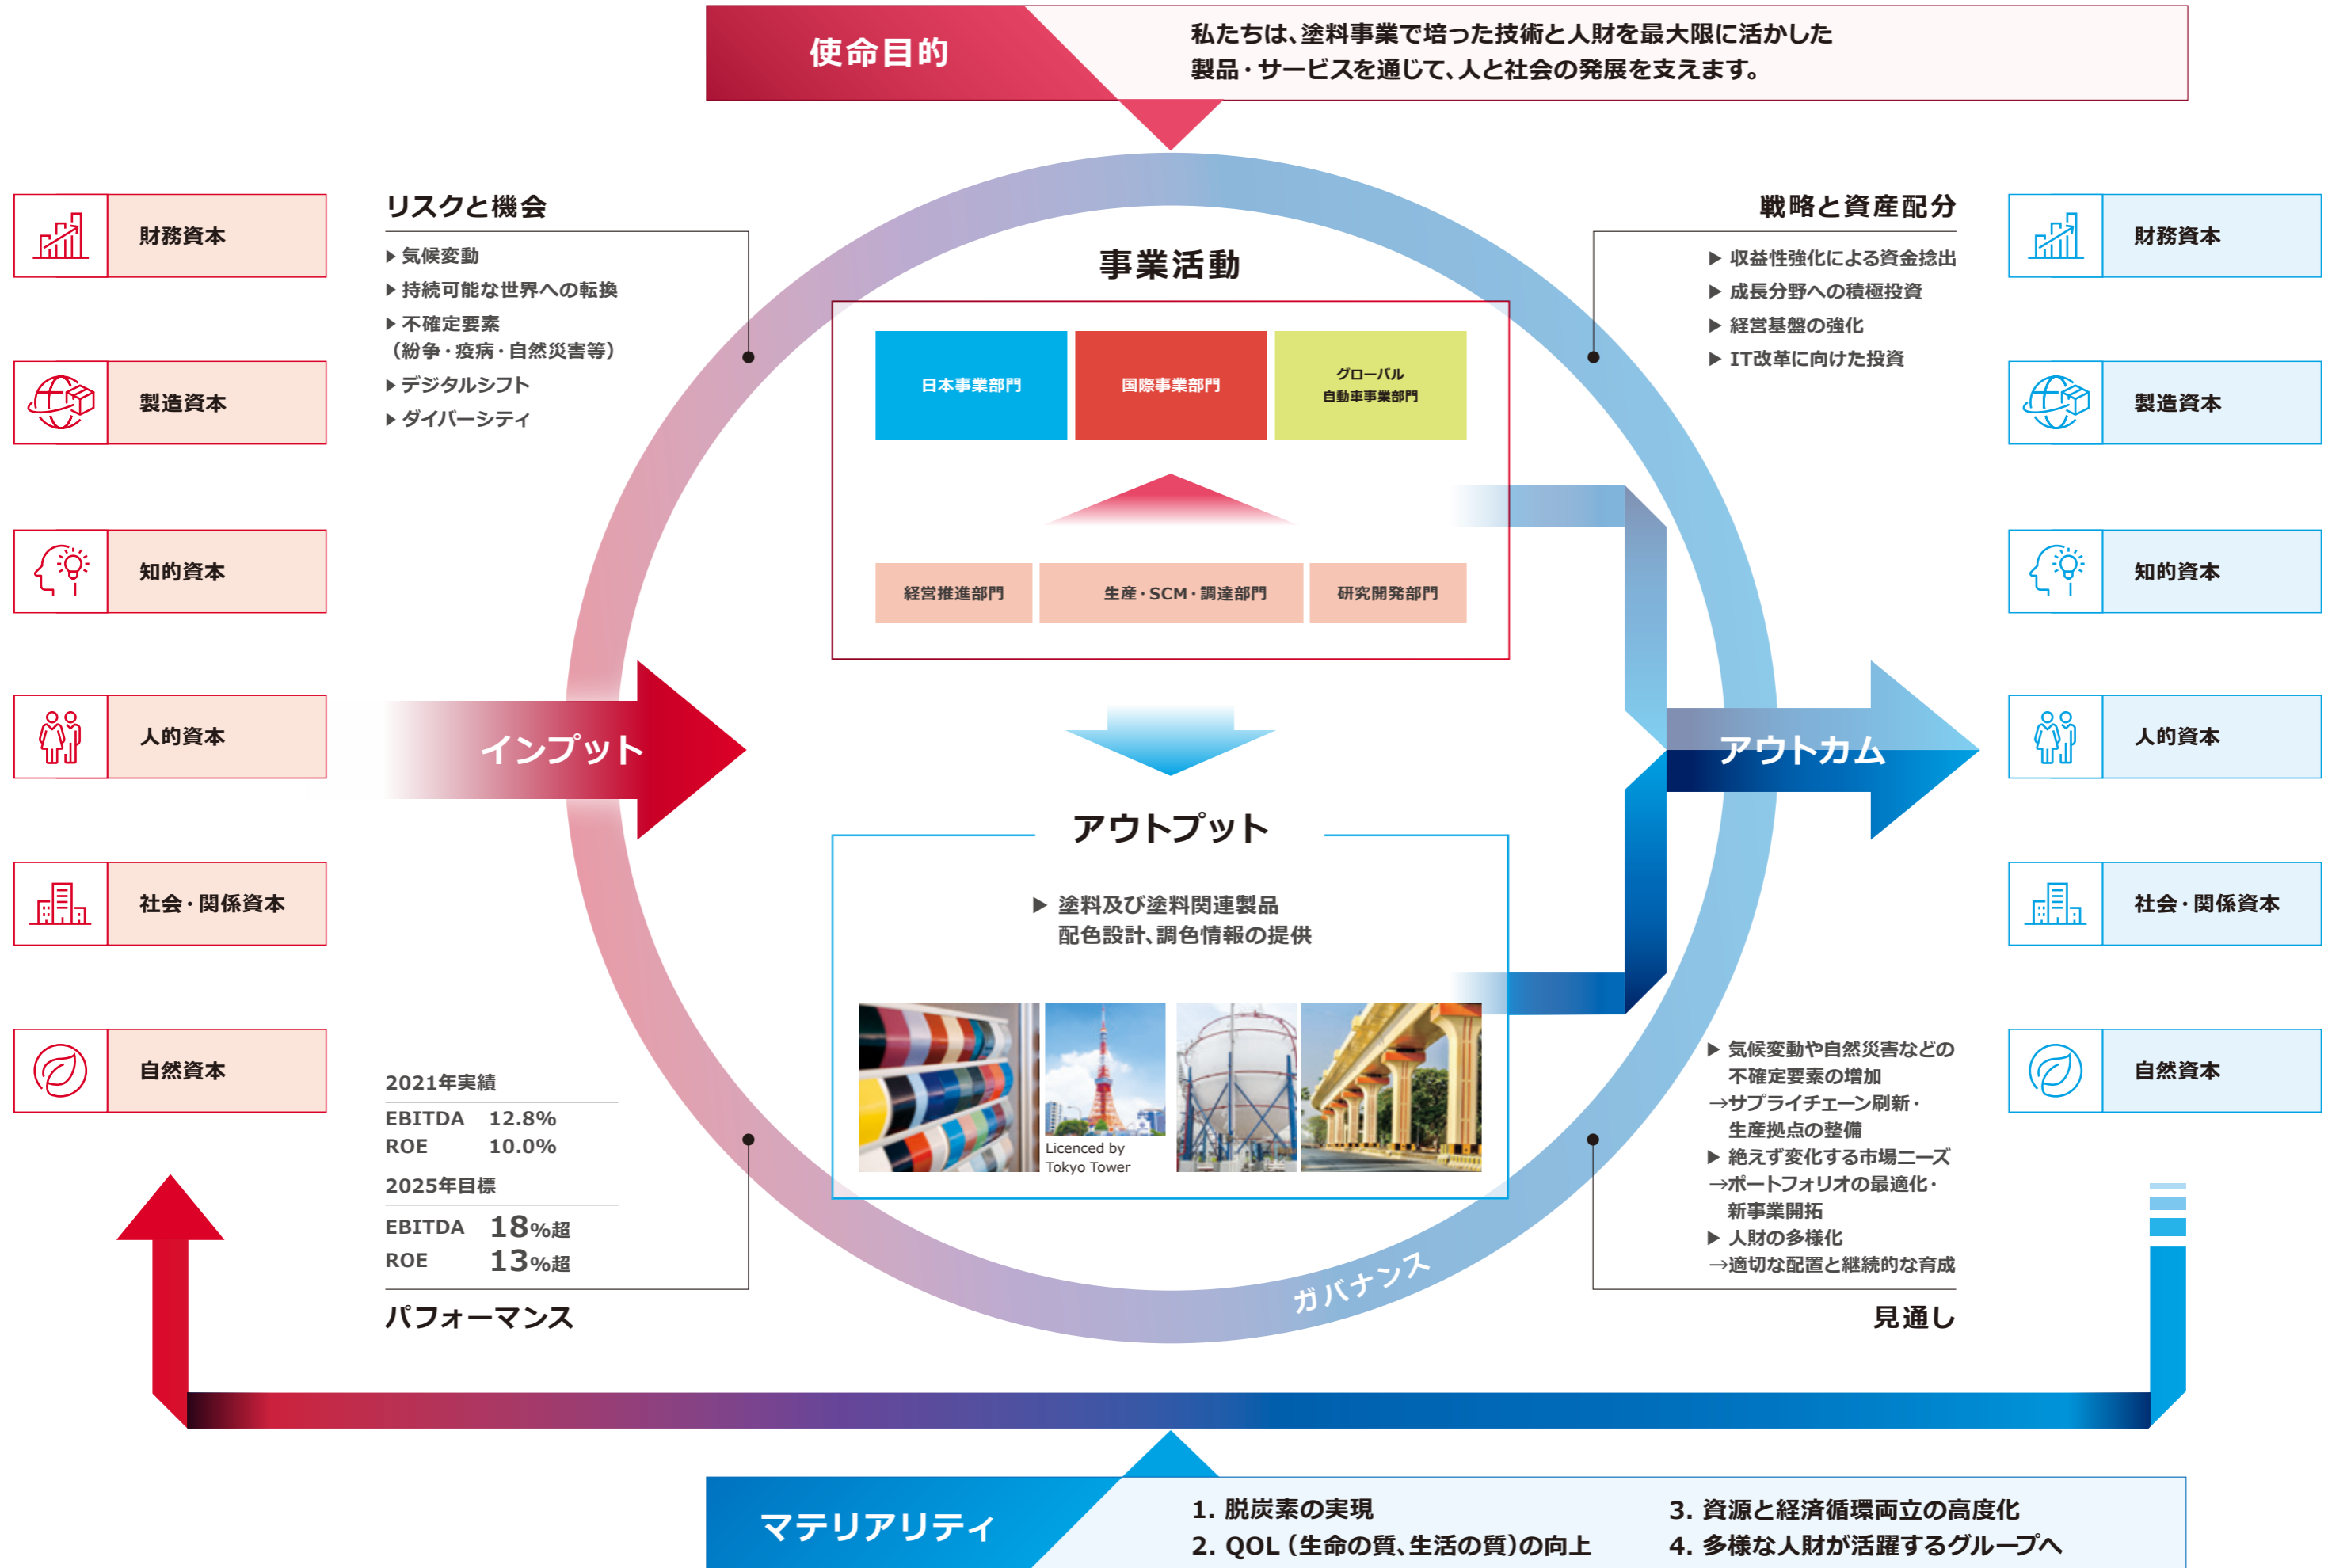 使命目的
私たちは、塗料事業で培った技術と人財を最大限に活かした
製品・サービスを通じて、人と社会の発展を支えます。
財務資本
製造資本
知的資本
人的資本
社会・関係資本
自然資本
リスクと機会
▶ 気候変動
▶ 持続可能な世界への転換
▶ 不確定要素
（紛争・疫病・自然災害等）
▶ デジタルシフト
▶ ダイバーシティ
インプット
2021年実績
EBITDA 12.8%
ROE 10.0%
2025年目標
EBITDA 18%超
ROE 13%超
パフォーマンス
事業活動
日本事業部門
国際事業部門
グローバル
自動車事業部門
経営推進部門
生産・SCM・調達部門
研究開発部門
アウトプット
▶ 塗料及び塗料関連製品
配色設計、調色情報の提供
Licenced by
Tokyo Tower
ガバナンス
戦略と資産配分
▶ 収益性強化による資金捻出
▶ 成長分野への積極投資
▶ 経営基盤の強化
▶ IT改革に向けた投資
アウトカム
▶ 気候変動や自然災害などの
不確定要素の増加
→サプライチェーン刷新・
生産拠点の整備
▶ 絶えず変化する市場ニーズ
→ポートフォリオの最適化・
新事業開拓
▶ 人財の多様化
→適切な配置と継続的な育成
見通し
財務資本
製造資本
知的資本
人的資本
社会・関係資本
自然資本
マテリアリティ
1. 脱炭素の実現
2. QOL（生命の質、生活の質）の向上
3. 資源と経済循環両立の高度化
4. 多様な人財が活躍するグループへ